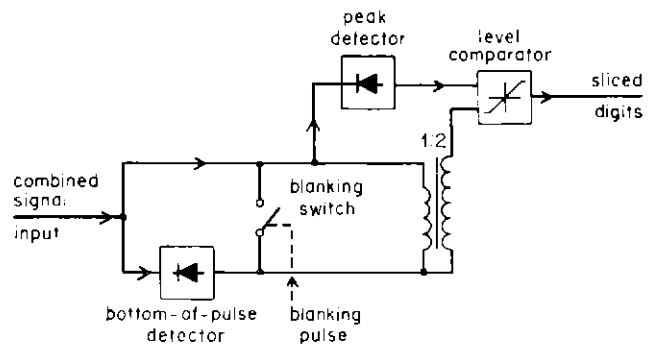 peak
detector
level
comparator
sliced
digits
1:2
combined
signal
input
blanking
switch
bottom-of-pulse
detector
blanking
pulse